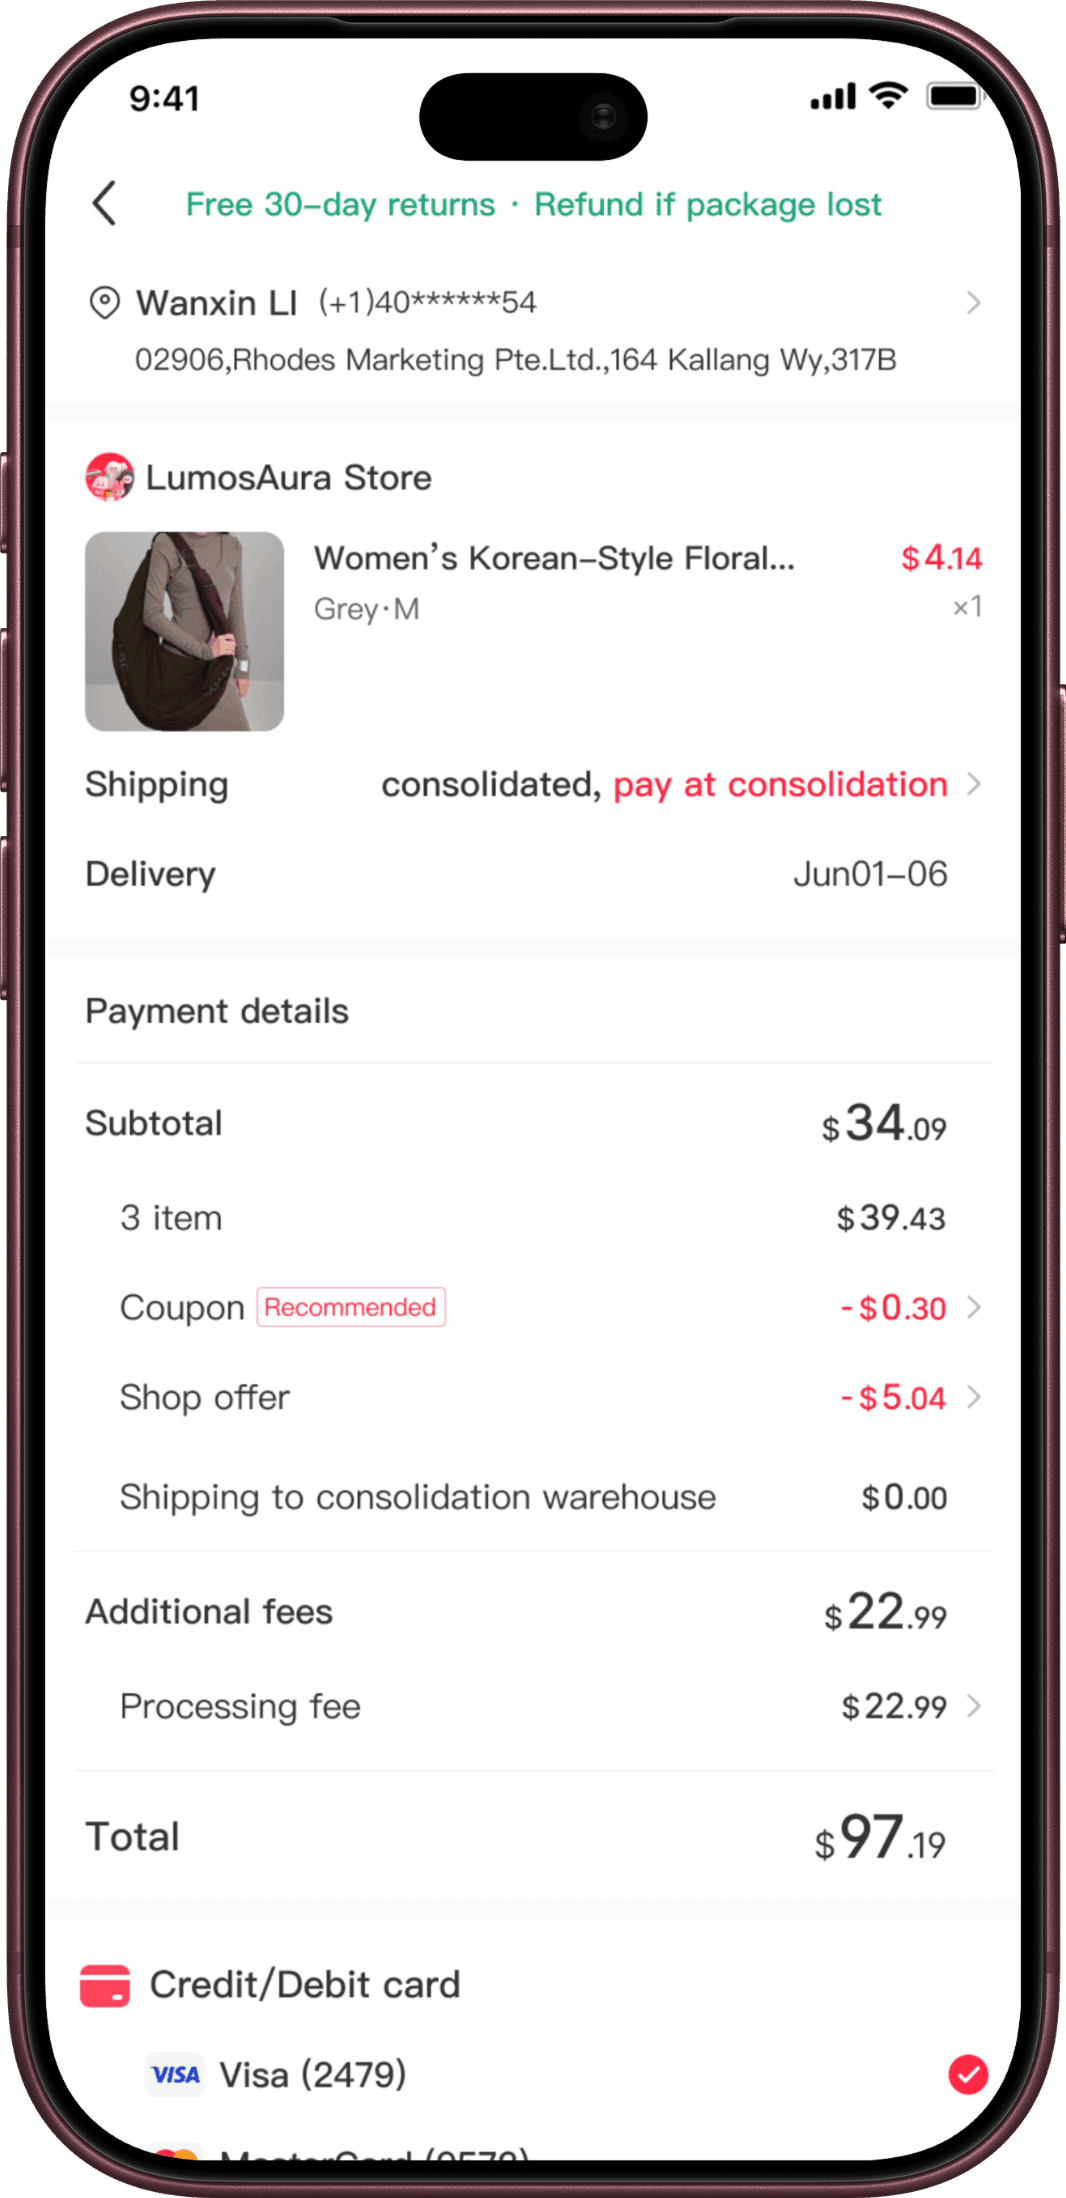 9:41
Free 30-day returns · Refund if package lost
Wanxin LI (+1)40******54
02906,Rhodes Marketing Pte.Ltd.,164 Kallang Wy,317B
LumosAura Store
Women's Korean-Style Floral... $4.14
Grey·M ×1
Shipping consolidated, pay at consolidation
Delivery Jun01-06
Payment details
Subtotal $34.09
3 item $39.43
Coupon Recommended -$0.30
Shop offer -$5.04
Shipping to consolidation warehouse $0.00
Additional fees $22.99
Processing fee $22.99
Total $97.19
Credit/Debit card
VISA Visa (2479)
MasterCard